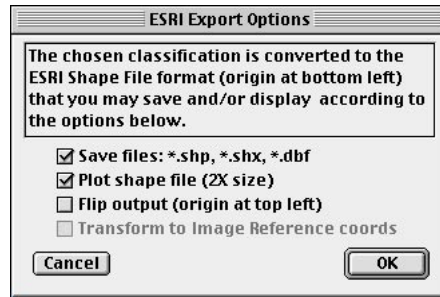 ESRI Export Options
The chosen classification is converted to the
ESRI Shape File format (origin at bottom left)
that you may save and/or display according to
the options below.
Save files: *.shp, *.shx, *.dbf
Plot shape file (2X size)
Flip output (origin at top left)
Transform to Image Reference coords
Cancel
OK